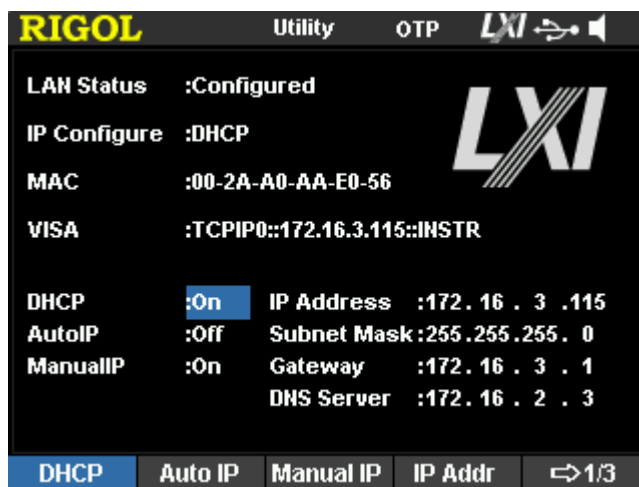 RIGOL Utility OTP LXI
LAN Status :Configured
LXI
IP Configure :DHCP
MAC :00-2A-A0-AA-E0-56
VISA :TCPIP0::172.16.3.115::INSTR
DHCP :On IP Address :172.16.3.115
AutoIP :Off Subnet Mask:255.255.255.0
ManualIP :On Gateway :172.16.3.1
DNS Server :172.16.2.3
DHCP Auto IP Manual IP IP Addr ⇨1/3